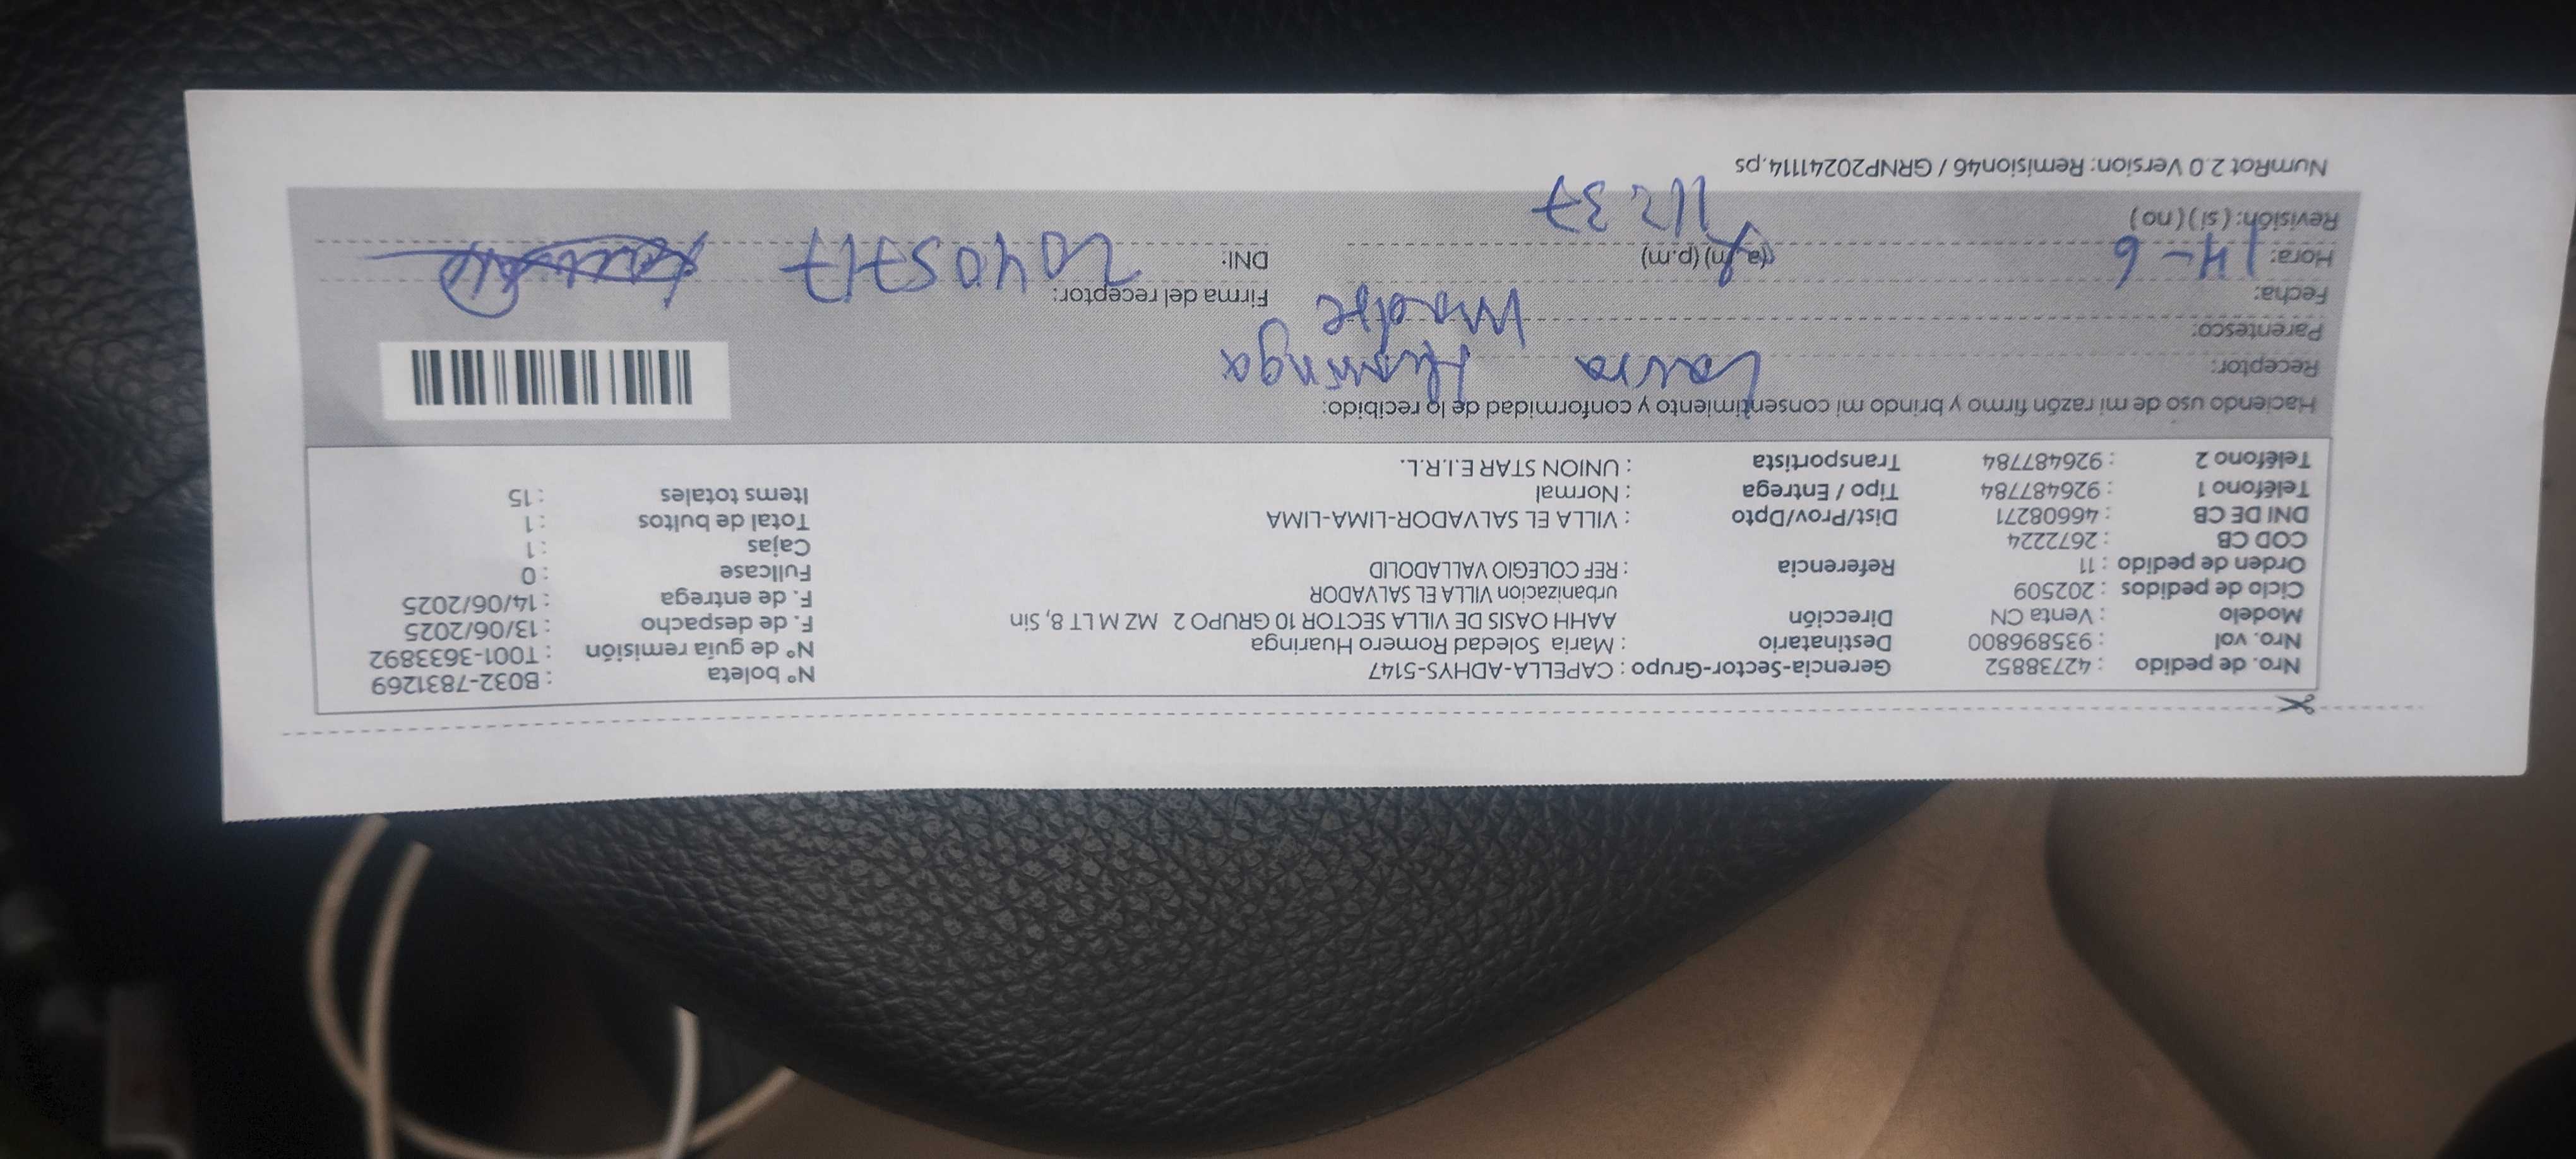 Nro. de pedido : 42738852 Gerencia-Sector-Grupo : CAPELLA-ADHYS-5147 N° boleta : B032-7831269
Nro. vol : 935896800 Destinatario : Maria Soledad Romero Huaringa N° de guía remisión : T001-3633892
Modelo : Venta CN Dirección AAHH OASIS DE VILLA SECTOR 10 GRUPO 2 MZ M LT 8, Sin F. de despacho : 13/06/2025
Ciclo de pedidos : 202509 urbanizacion VILLA EL SALVADOR F. de entrega : 14/06/2025
Orden de pedido : 11 Referencia : REF COLEGIO VALLADOLID Fullcase : 0
COD CB : 2672224 Cajas : 1
DNI DE CB : 46608271 Dist/Prov/Dpto : VILLA EL SALVADOR-LIMA-LIMA Total de bultos : 1
Teléfono 1 : 926487784 Tipo / Entrega : Normal Items totales : 15
Teléfono 2 : 926487784 Transportista : UNION STAR E.I.R.L.
Haciendo uso de mi razón firmo y brindo mi consentimiento y conformidad de lo recibido:
Receptor: Laura Huaringa
Parentesco: Madre
Fecha: Firma del receptor:
Hora: 14-6 (a.m) (p.m) DNI: 20405717
Revisión: ( si ) ( no ) 112 37
NumRot 2.0 Version: Remision46 / GRNP20241114.ps